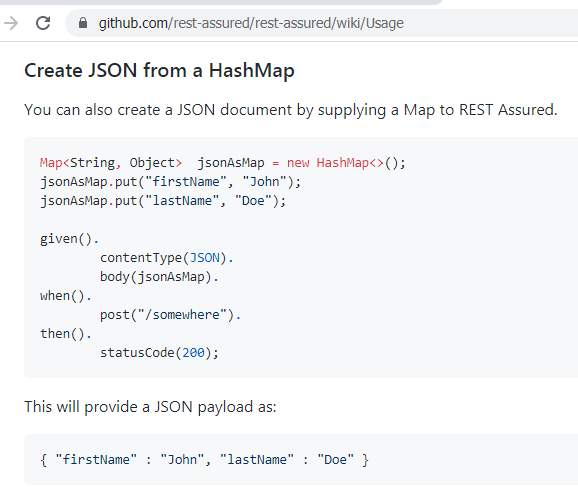 github.com/rest-assured/rest-assured/wiki/Usage
Create JSON from a HashMap
You can also create a JSON document by supplying a Map to REST Assured.
Map<String, Object>  jsonAsMap = new HashMap<>();
jsonAsMap.put("firstName", "John");
jsonAsMap.put("lastName", "Doe");
given().
        contentType(JSON).
        body(jsonAsMap).
when().
        post("/somewhere").
then().
        statusCode(200);
This will provide a JSON payload as:
{ "firstName" : "John", "lastName" : "Doe" }